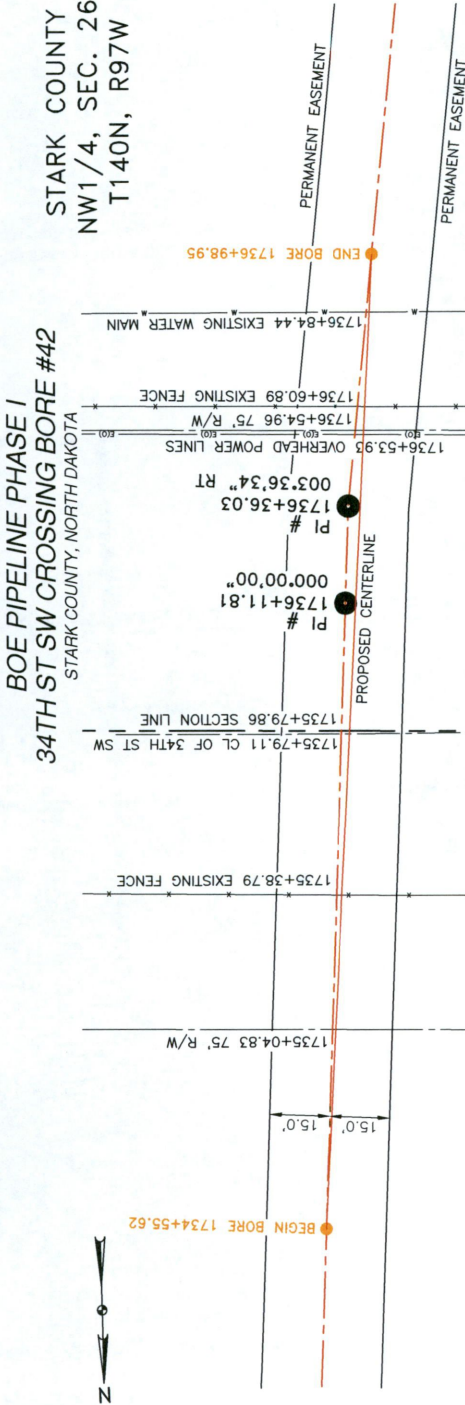 BOE PIPELINE PHASE I
34TH ST SW CROSSING BORE #42
STARK COUNTY, NORTH DAKOTA
STARK COUNTY
NW1/4, SEC. 26
T140N, R97W
N
BEGIN BORE 1734+55.62
15.0'
15.0'
1735+04.83 75' R/W
1735+38.79 EXISTING FENCE
1735+79.11 CL OF 34TH ST SW
1735+79.86 SECTION LINE
PROPOSED CENTERLINE
PI #
1736+11.81
000°00'00"
PI #
1736+36.03
003°36'34" RT
1736+53.93 OVERHEAD POWER LINES
1736+54.96 75' R/W
1736+60.89 EXISTING FENCE
1736+84.44 EXISTING WATER MAIN
END BORE 1736+98.95
PERMANENT EASEMENT
PERMANENT EASEMENT
E(O) E(O) E(O) E(O)
W W W W